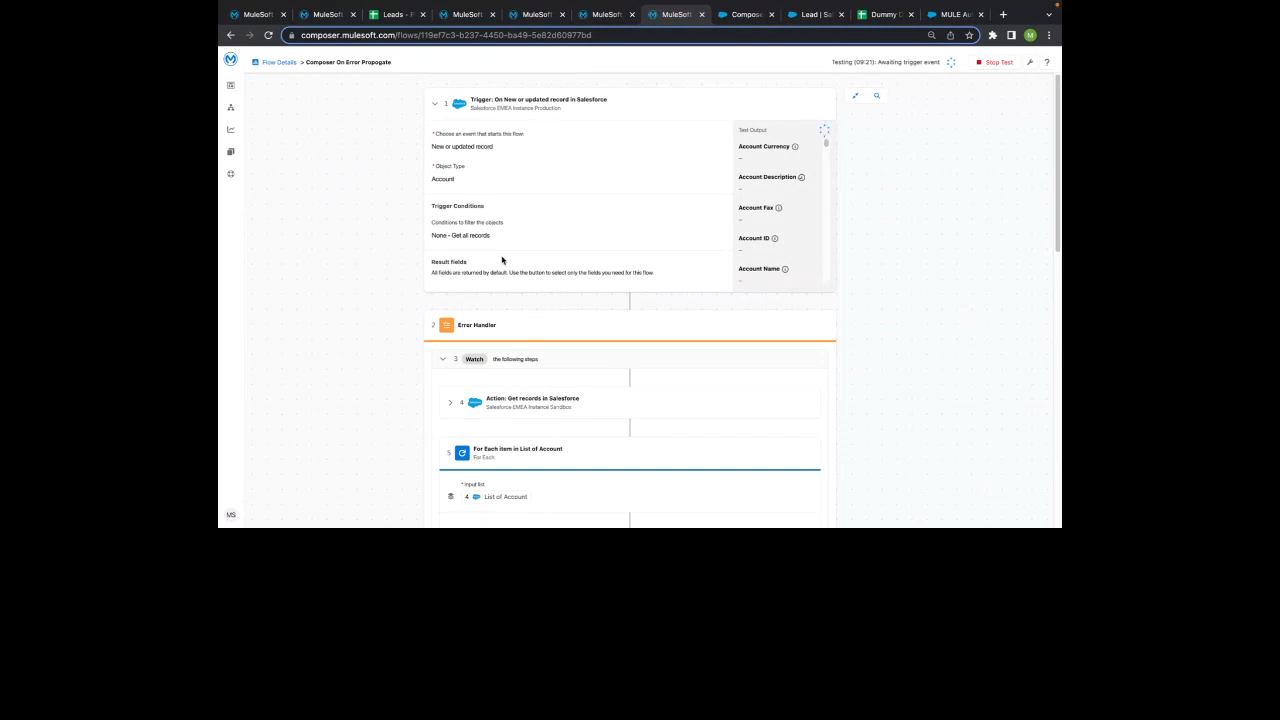 MuleSoft
MuleSoft
Leads - F
MuleSoft
MuleSoft
MuleSoft
MuleSoft
Compose
Lead | Sa
Dummy D
MULE Au
composer.mulesoft.com/flows/119ef7c3-b237-4450-ba49-5e82d60977bd
M
Flow Details > Composer On Error Propogate
Testing (09:21): Awaiting trigger event
Stop Test
?
1
Trigger: On New or updated record in Salesforce
Salesforce EMEA Instance Production
* Choose an event that starts this flow:
New or updated record
* Object Type
Account
Trigger Conditions
Conditions to filter the objects
None - Get all records
Result fields
All fields are returned by default. Use the button to select only the fields you need for this flow.
Test Output
Account Currency
--
Account Description
--
Account Fax
--
Account ID
--
Account Name
--
2
Error Handler
3 Watch the following steps
4
Action: Get records in Salesforce
Salesforce EMEA Instance Sandbox
5
For Each item in List of Account
For Each
* Input list
4 List of Account
MS